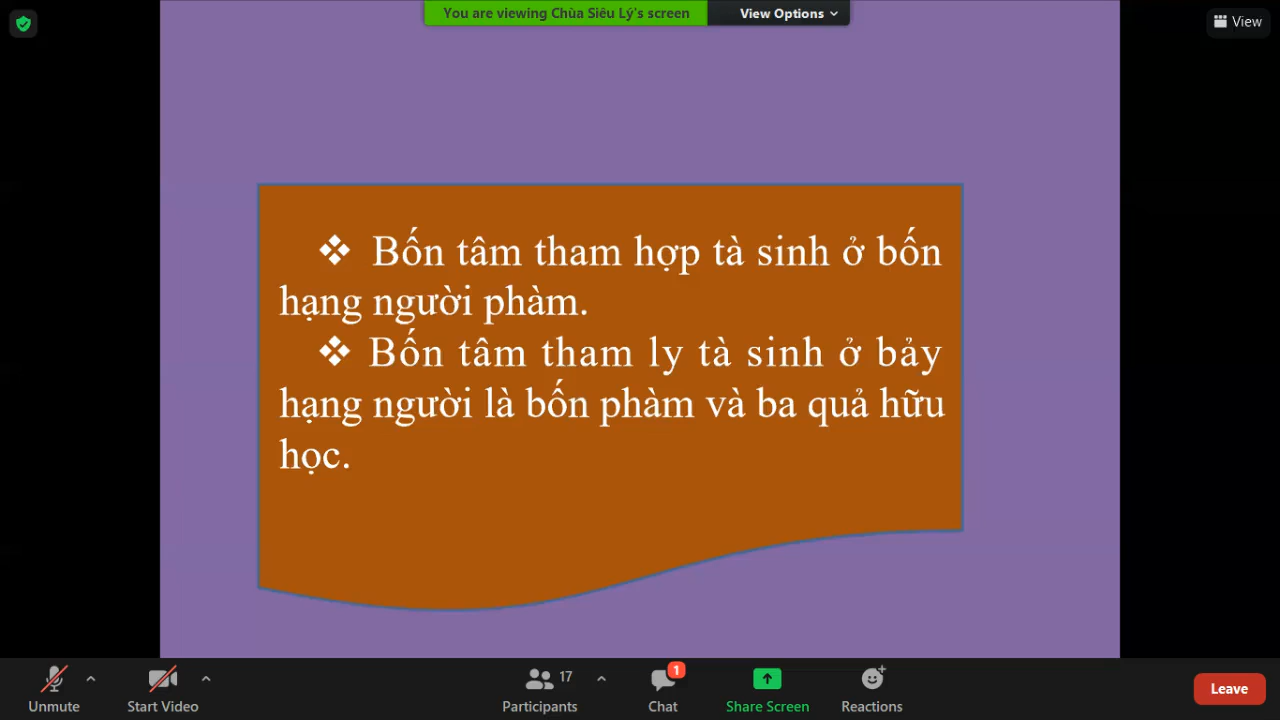 You are viewing Chùa Siêu Lý's screen
View Options
View
❖ Bốn tâm tham hợp tà sinh ở bốn
hạng người phàm.
❖ Bốn tâm tham ly tà sinh ở bảy
hạng người là bốn phàm và ba quả hữu
học.
Unmute
Start Video
17
Participants
1
Chat
Share Screen
Reactions
Leave